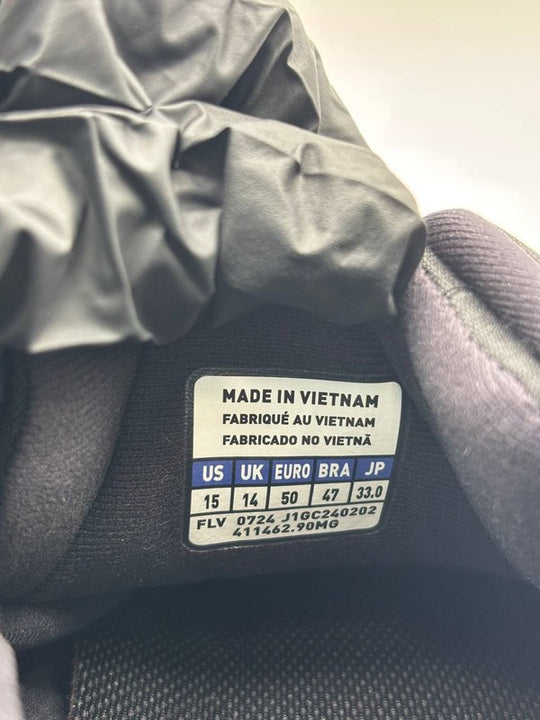 MADE IN VIETNAM
FABRIQUÉ AU VIETNAM
FABRICADO NO VIETNÃ
US UK EURO BRA JP
15 14 50 47 33.0
FLV 0724 J1GC240202
411462.90MG